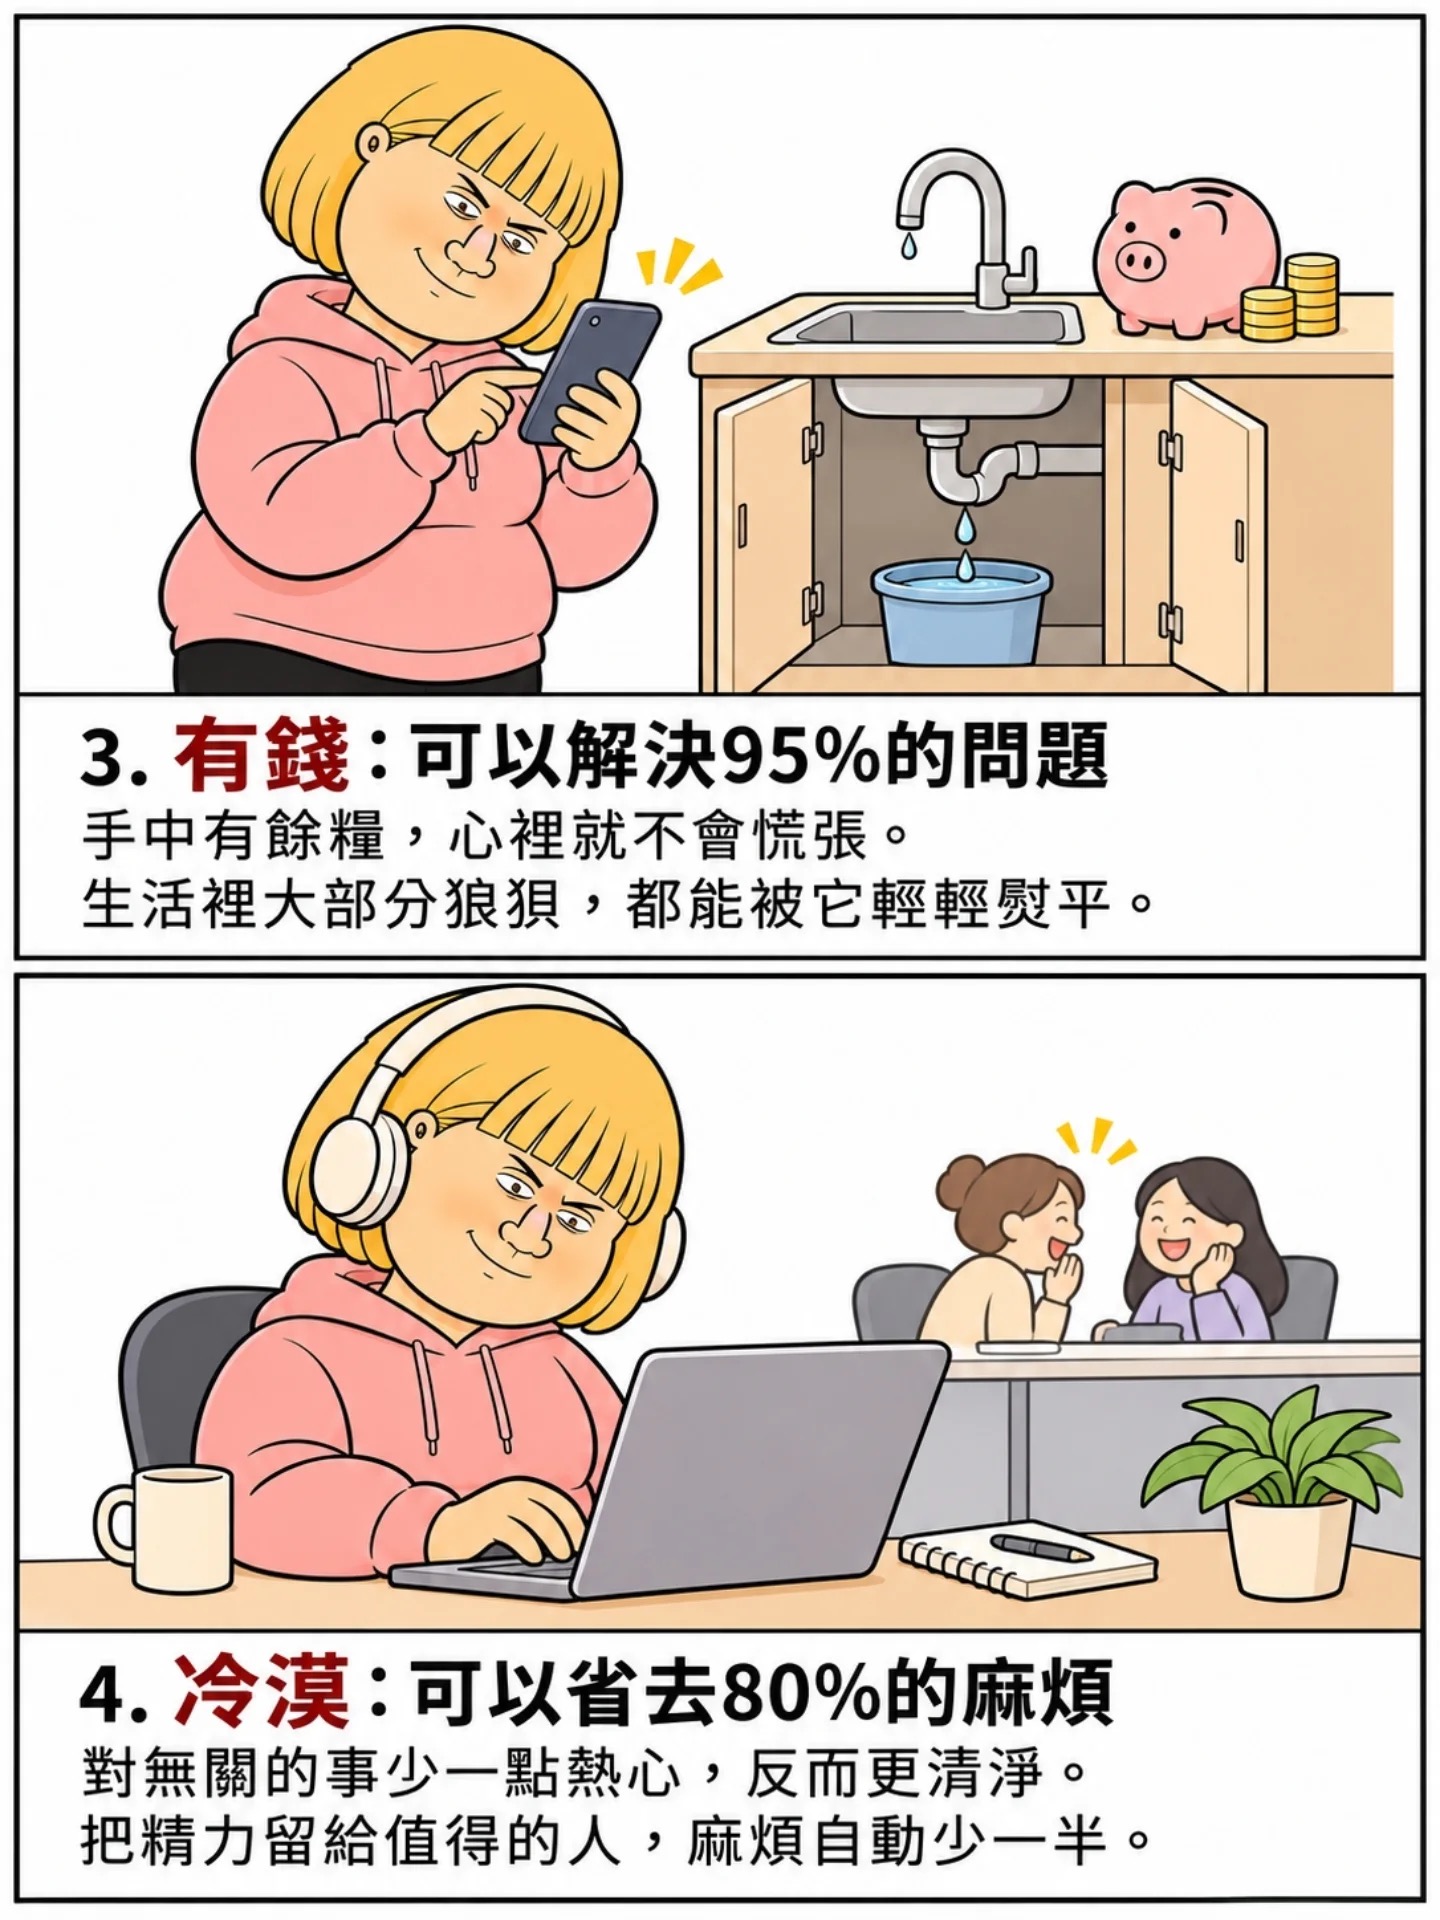 3. 有錢：可以解決95%的問題
手中有餘糧，心裡就不會慌張。
生活裡大部分狼狽，都能被它輕輕熨平。
4. 冷漠：可以省去80%的麻煩
對無關的事少一點熱心，反而更清淨。
把精力留給值得的人，麻煩自動少一半。